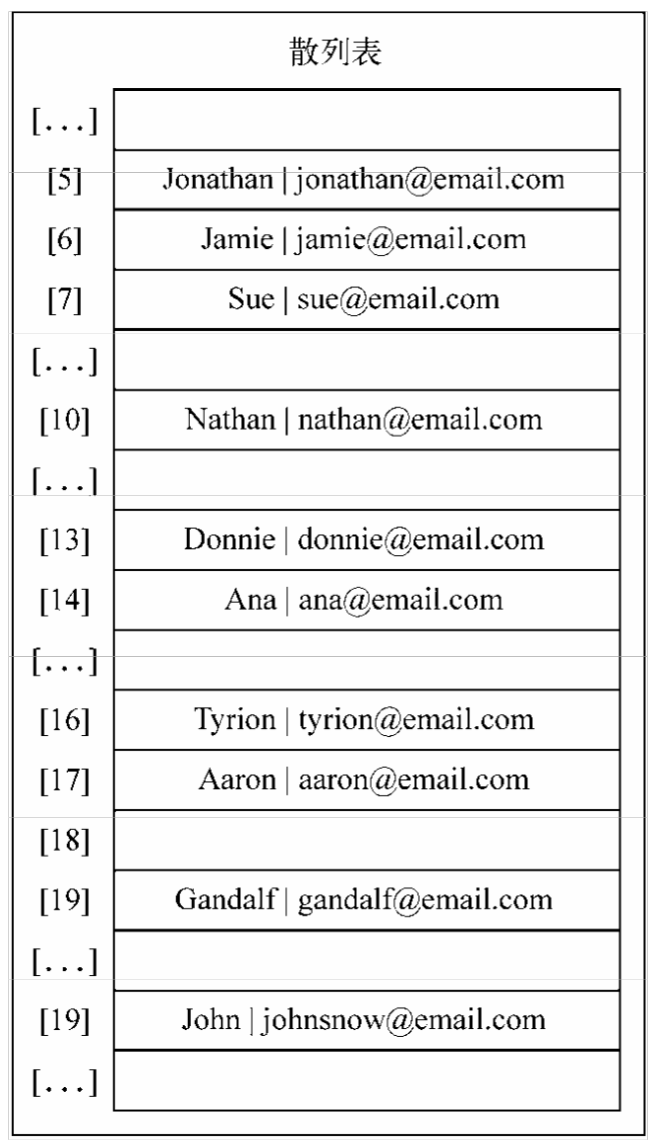 散列表
[...]
[5] Jonathan | jonathan@email.com
[6] Jamie | jamie@email.com
[7] Sue | sue@email.com
[...]
[10] Nathan | nathan@email.com
[...]
[13] Donnie | donnie@email.com
[14] Ana | ana@email.com
[...]
[16] Tyrion | tyrion@email.com
[17] Aaron | aaron@email.com
[18]
[19] Gandalf | gandalf@email.com
[...]
[19] John | johnsnow@email.com
[...]